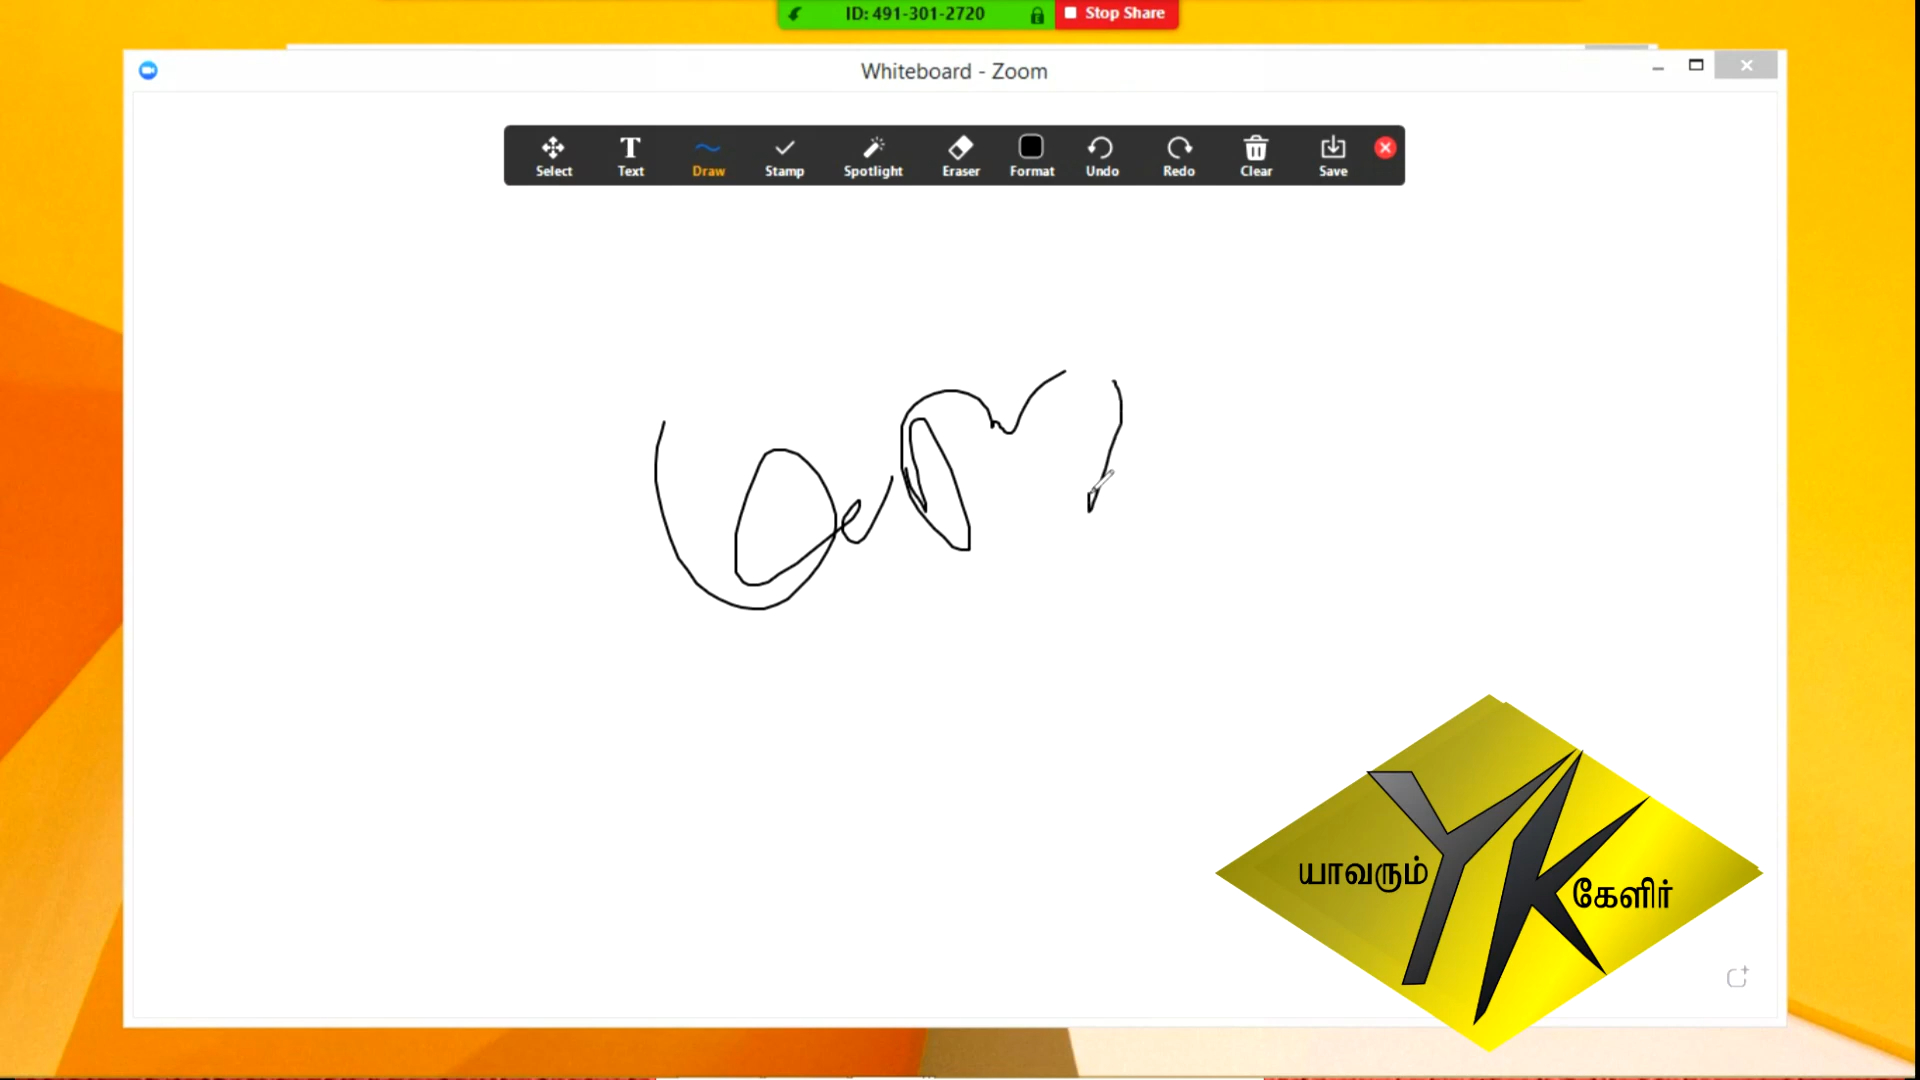 ID: 491-301-2720
Stop Share
Whiteboard - Zoom
Select Text Draw Stamp Spotlight Eraser Format Undo Redo Clear Save
YK
யாவரும்
கேளிர்